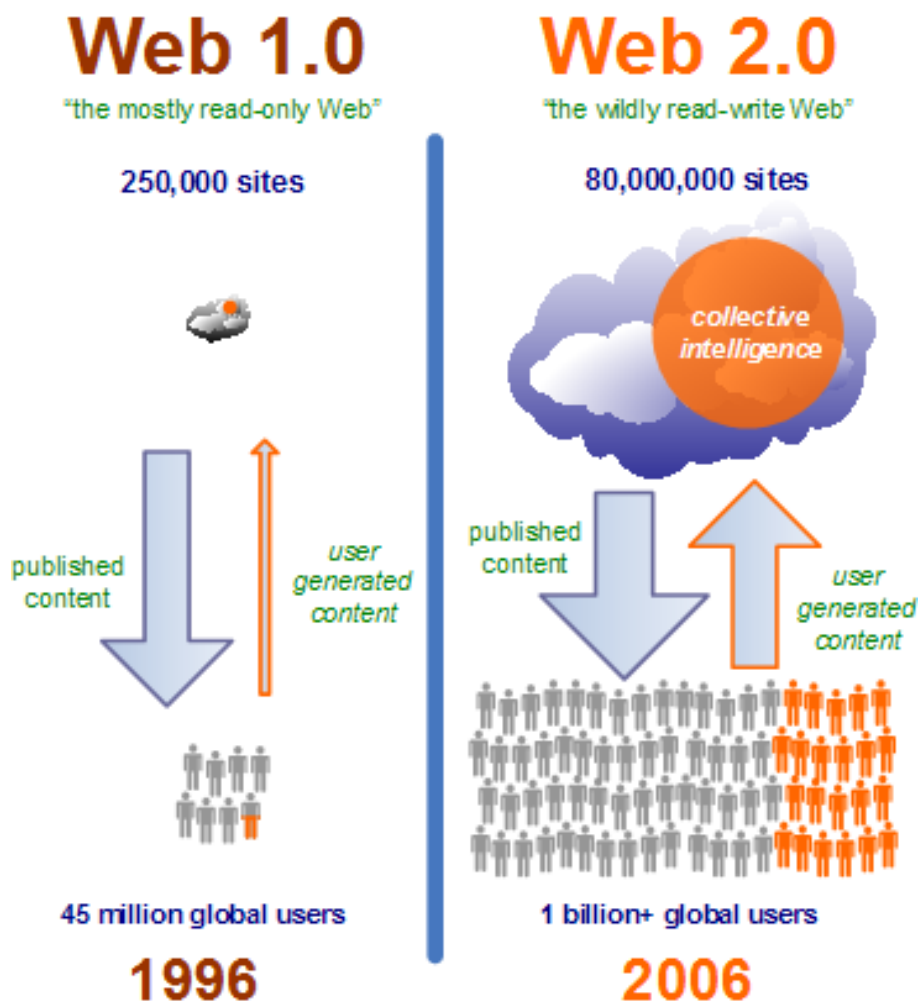 Web 1.0
"the mostly read-only Web"
250,000 sites
published
content
user
generated
content
45 million global users
1996
Web 2.0
"the wildly read-write Web"
80,000,000 sites
collective
intelligence
published
content
user
generated
content
1 billion+ global users
2006